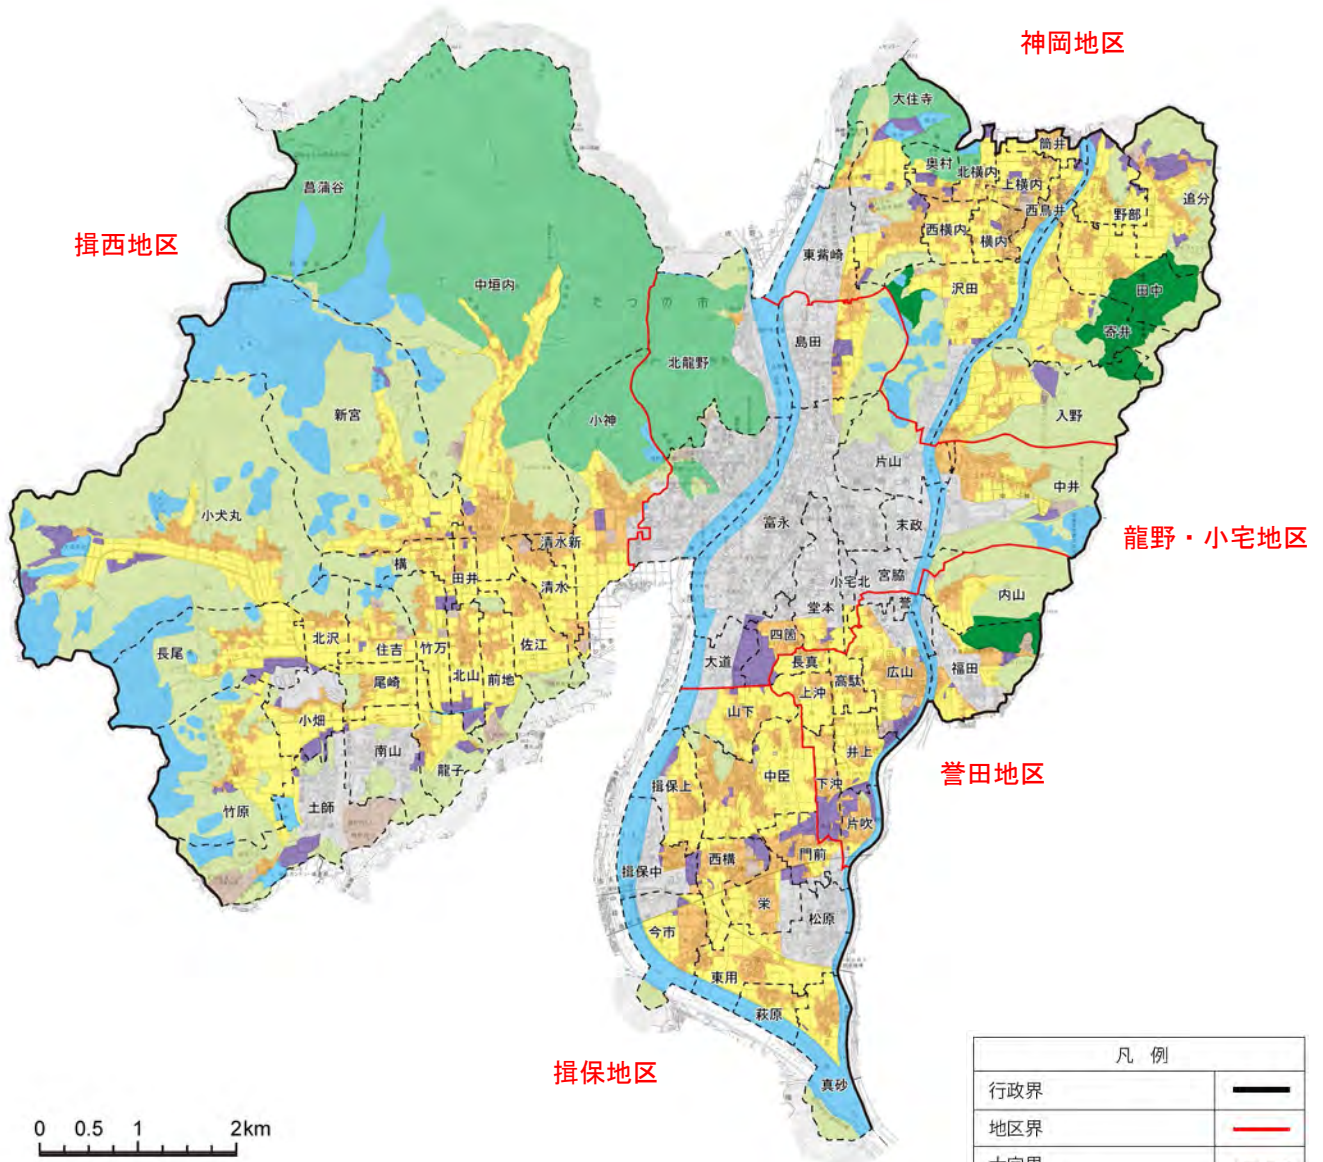 神岡地区
大住寺
筒井
奥村
北横内
上横内
追分
菖蒲谷
西鳥井
野部
西横内
横内
揖西地区
東觜崎
中垣内
たつの市
沢田
田中
寄井
島田
北龍野
新宮
小神
入野
片山
中井
小犬丸
富永
末政
龍野・小宅地区
清水新
横
田井
清水
小宅北
宮脇
内山
堂本
誉
北沢
四箇
長尾
住吉
竹万
佐江
大道
長真
福田
尾崎
北山
前地
上沖
高駄
広山
小畑
山下
南山
井上
龍子
中臣
誉田地区
揖保上
下沖
竹原
土師
片吹
西構
門前
揖保中
栄
松原
今市
東用
萩原
揖保地区
真砂
凡 例
行政界
地区界
0 0.5 1 2km